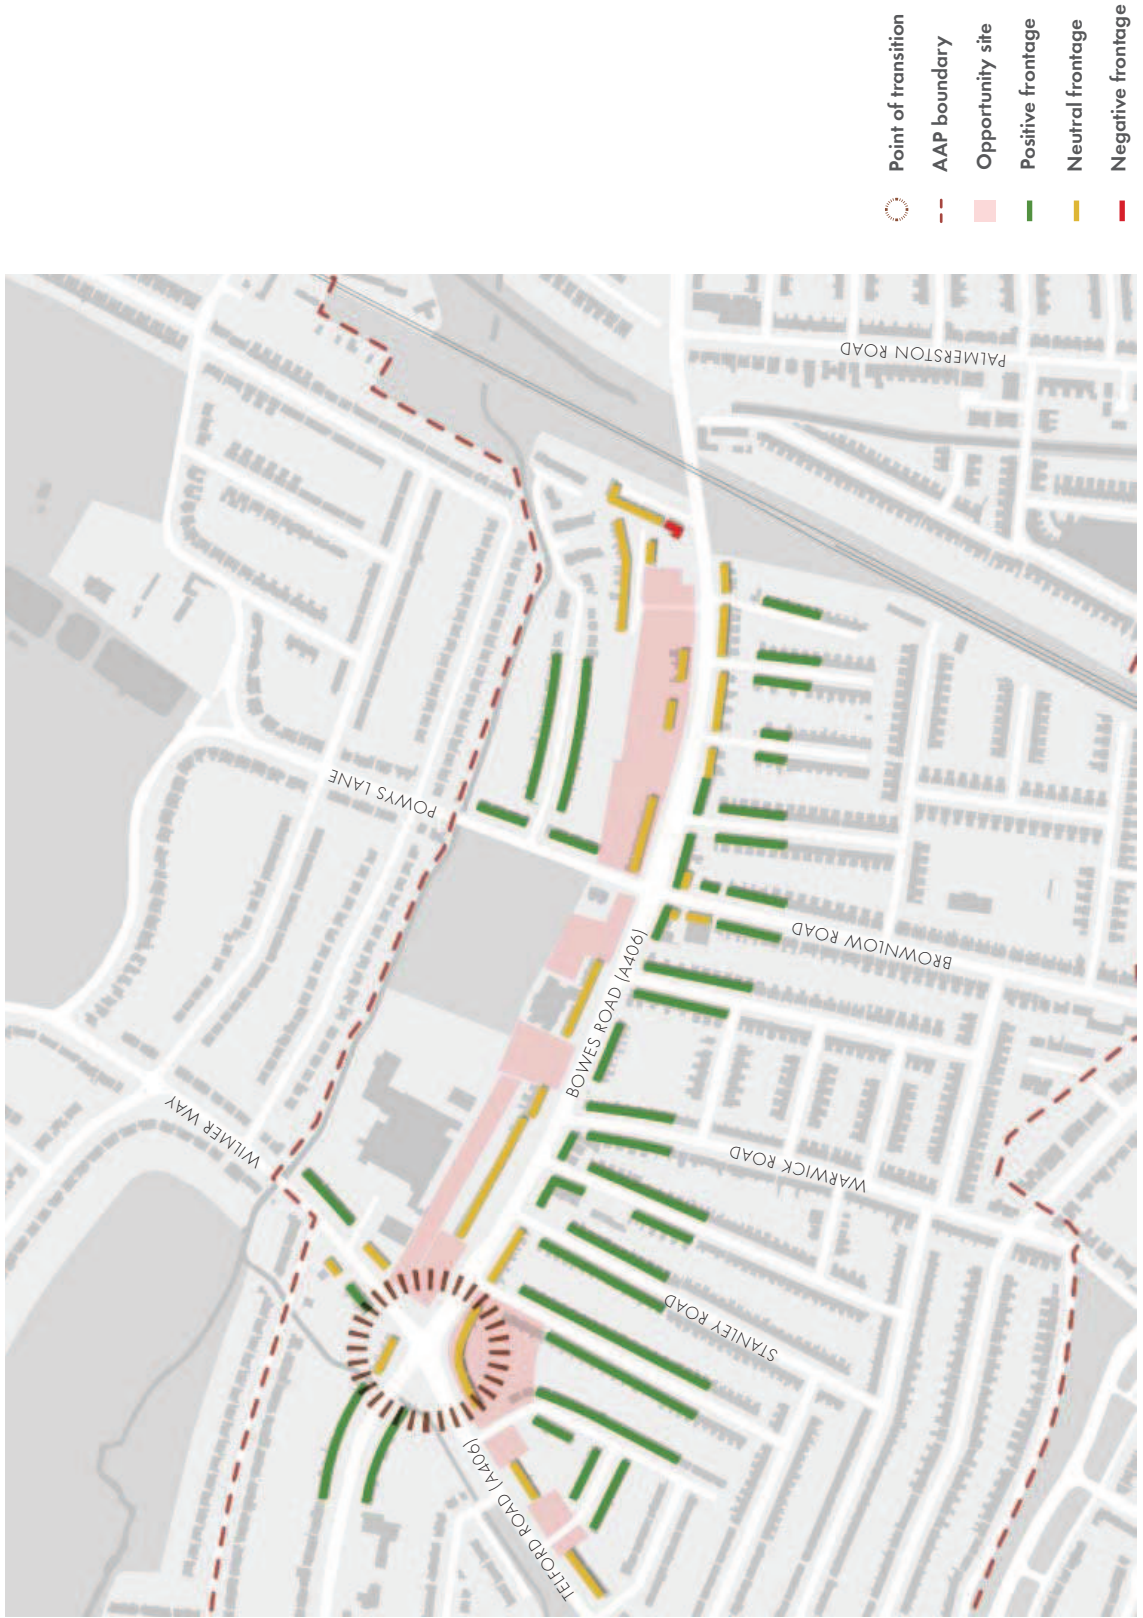 Point of transition
AAP boundary
Opportunity site
Positive frontage
Neutral frontage
Negative frontage
TELFORD ROAD (A406)
WILMER WAY
STANLEY ROAD
WARWICK ROAD
BOWES ROAD (A406)
BROWNLOW ROAD
POWYS LANE
PALMERSTON ROAD